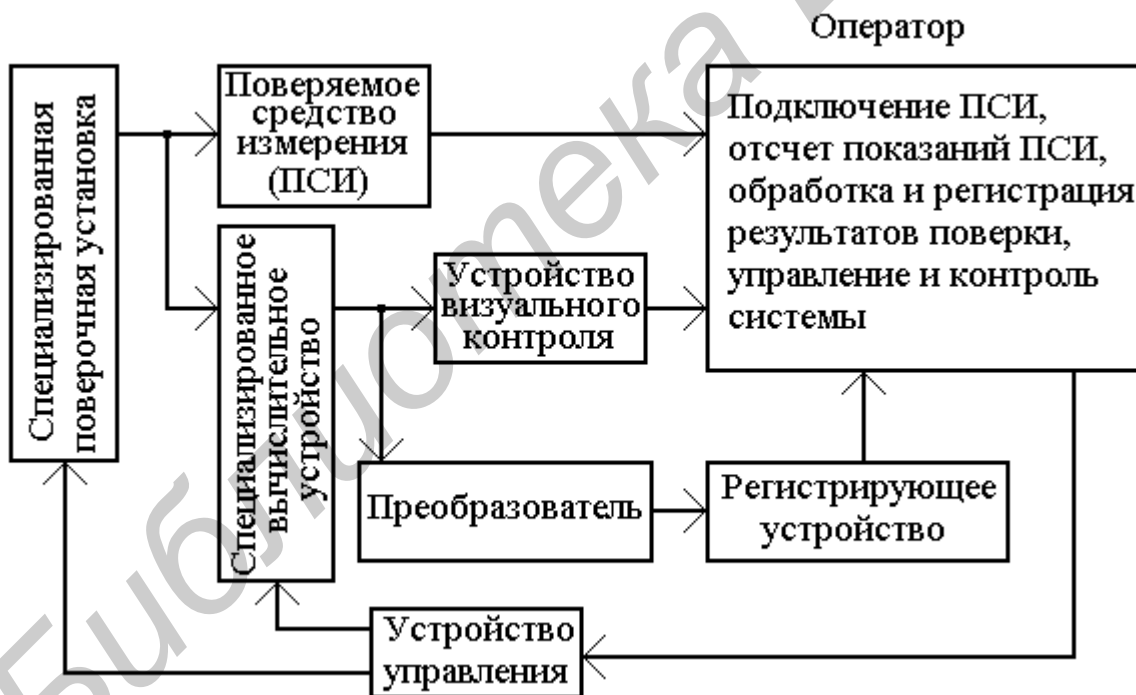 Оператор
Специализированная
поверочная установка
Поверяемое
средство
измерения
(ПСИ)
Подключение ПСИ,
отсчет показаний ПСИ,
обработка и регистрация
результатов поверки,
управление и контроль
системы
Специализированное
вычислительное
устройство
Устройство
визуального
контроля
Преобразователь
Регистрирующее
устройство
Устройство
управления
Библиотека